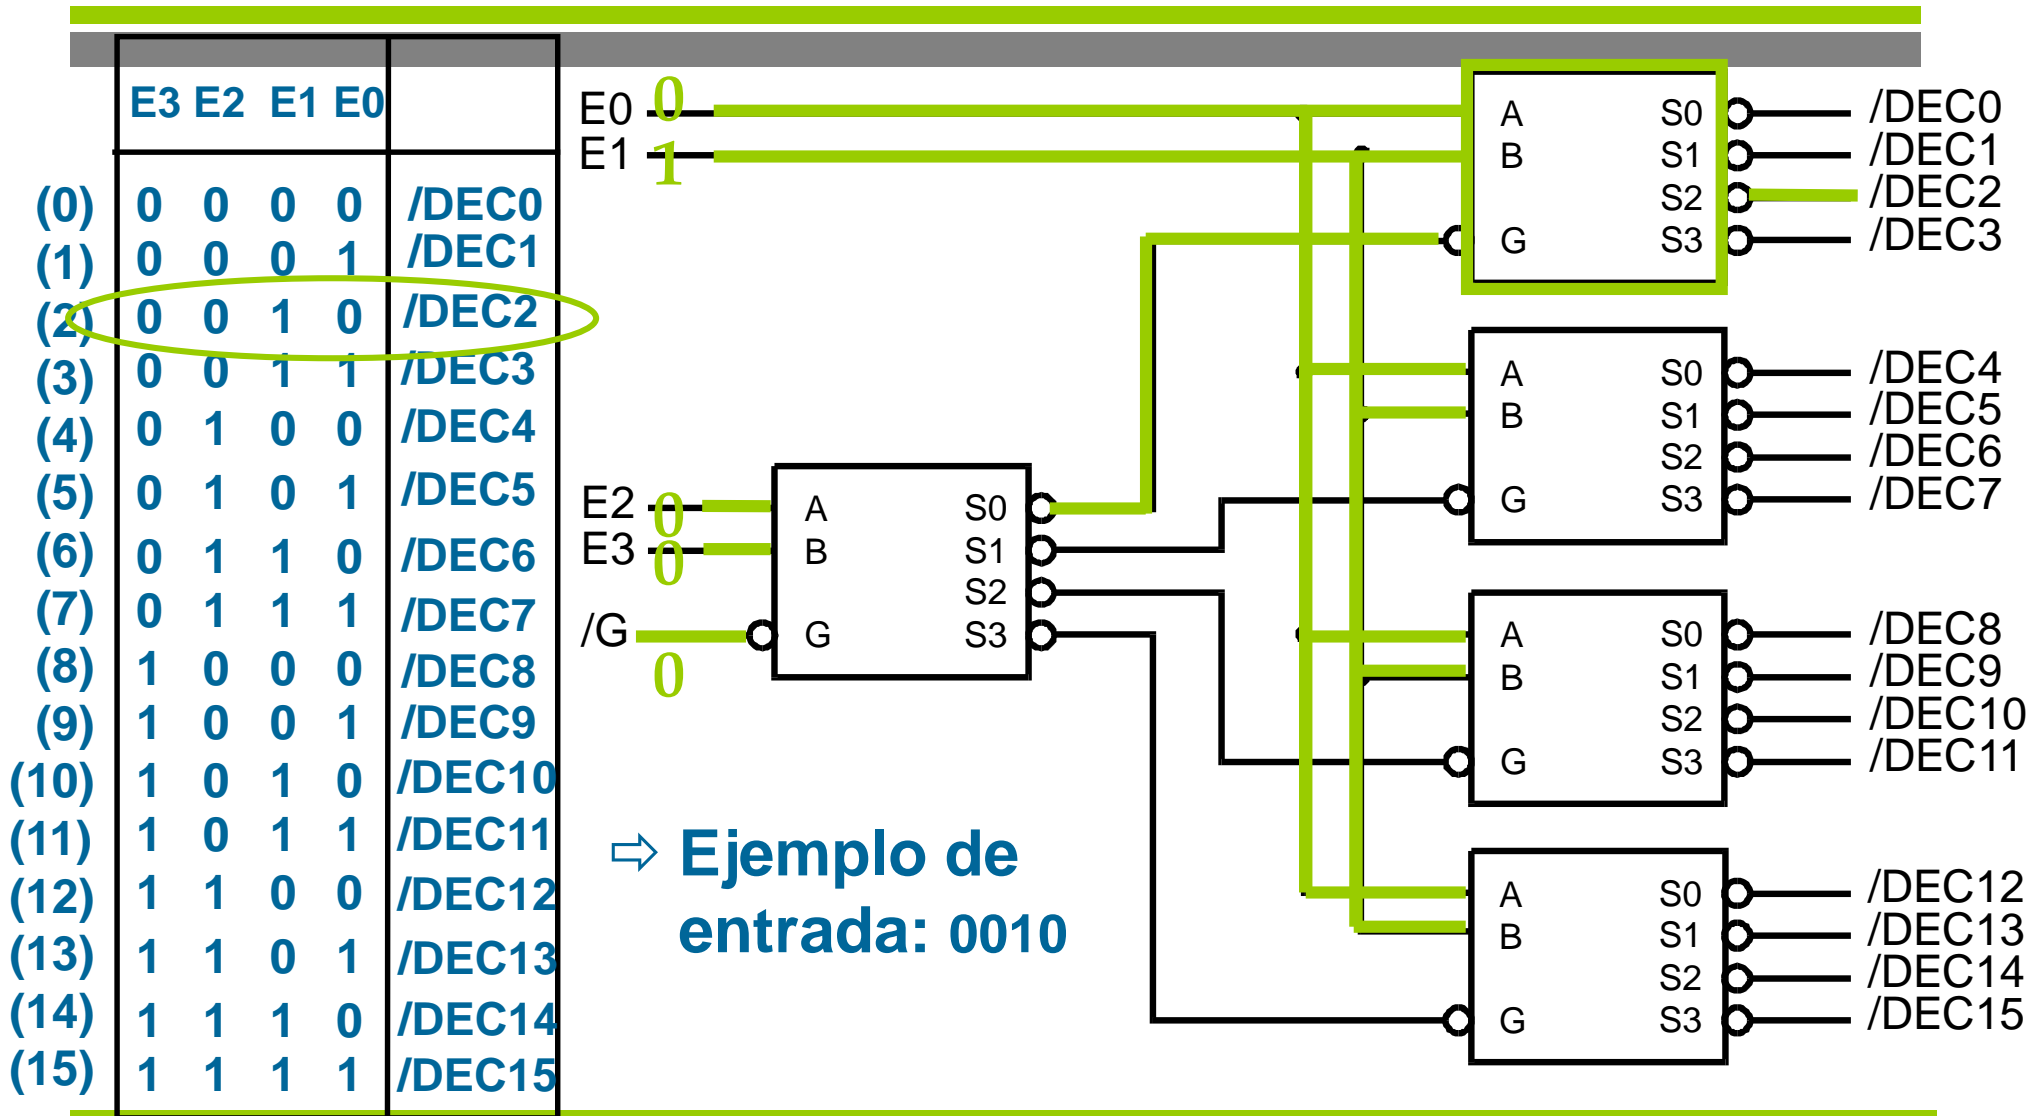 E3 E2 E1 E0
(0) 0 0 0 0 /DEC0
(1) 0 0 0 1 /DEC1
(2) 0 0 1 0 /DEC2
(3) 0 0 1 1 /DEC3
(4) 0 1 0 0 /DEC4
(5) 0 1 0 1 /DEC5
(6) 0 1 1 0 /DEC6
(7) 0 1 1 1 /DEC7
(8) 1 0 0 0 /DEC8
(9) 1 0 0 1 /DEC9
(10) 1 0 1 0 /DEC10
(11) 1 0 1 1 /DEC11
(12) 1 1 0 0 /DEC12
(13) 1 1 0 1 /DEC13
(14) 1 1 1 0 /DEC14
(15) 1 1 1 1 /DEC15
E0 0
E1 1
E2 0
E3 0
/G 0
A S0
B S1
S2
G S3
A S0 /DEC0
B S1 /DEC1
S2 /DEC2
G S3 /DEC3
A S0 /DEC4
B S1 /DEC5
S2 /DEC6
G S3 /DEC7
A S0 /DEC8
B S1 /DEC9
S2 /DEC10
G S3 /DEC11
A S0 /DEC12
B S1 /DEC13
S2 /DEC14
G S3 /DEC15
⇨ Ejemplo de
entrada: 0010